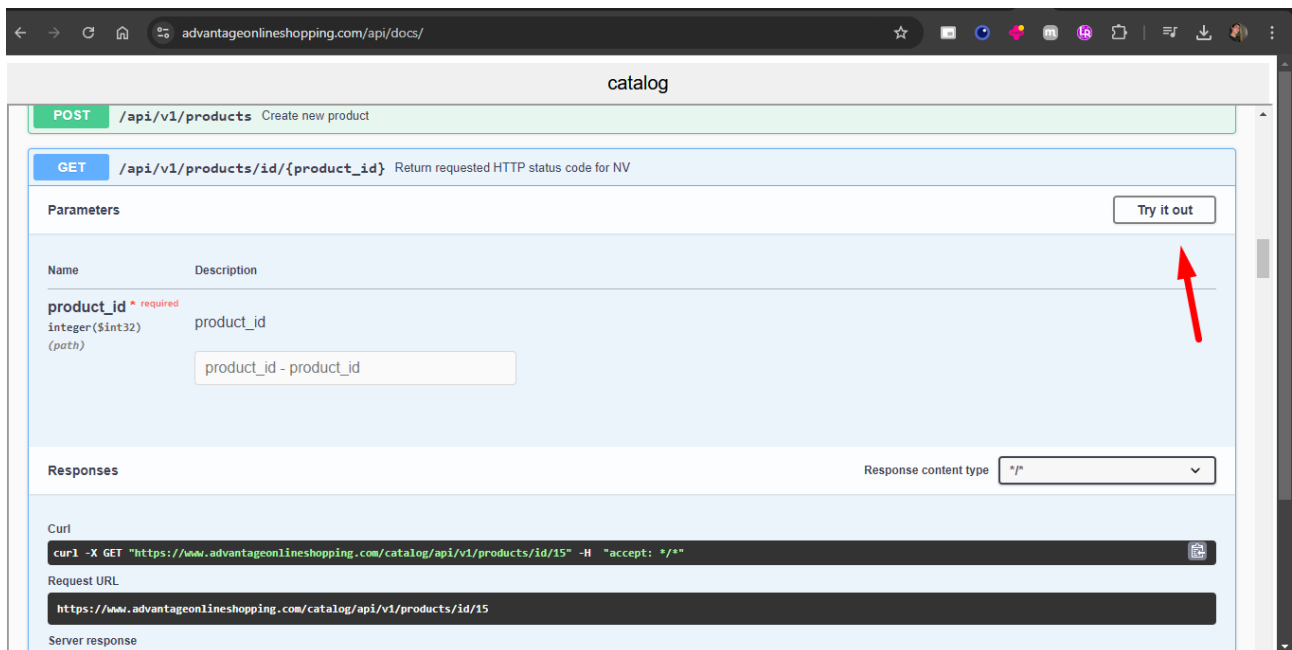 advantageonlineshopping.com/api/docs/
catalog
POST /api/v1/products Create new product
GET /api/v1/products/id/{product_id} Return requested HTTP status code for NV
Parameters Try it out
Name Description
product_id * required
integer($int32)
(path)
product_id
product_id - product_id
Responses Response content type */*
Curl
curl -X GET "https://www.advantageonlineshopping.com/catalog/api/v1/products/id/15" -H "accept: */*"
Request URL
https://www.advantageonlineshopping.com/catalog/api/v1/products/id/15
Server response